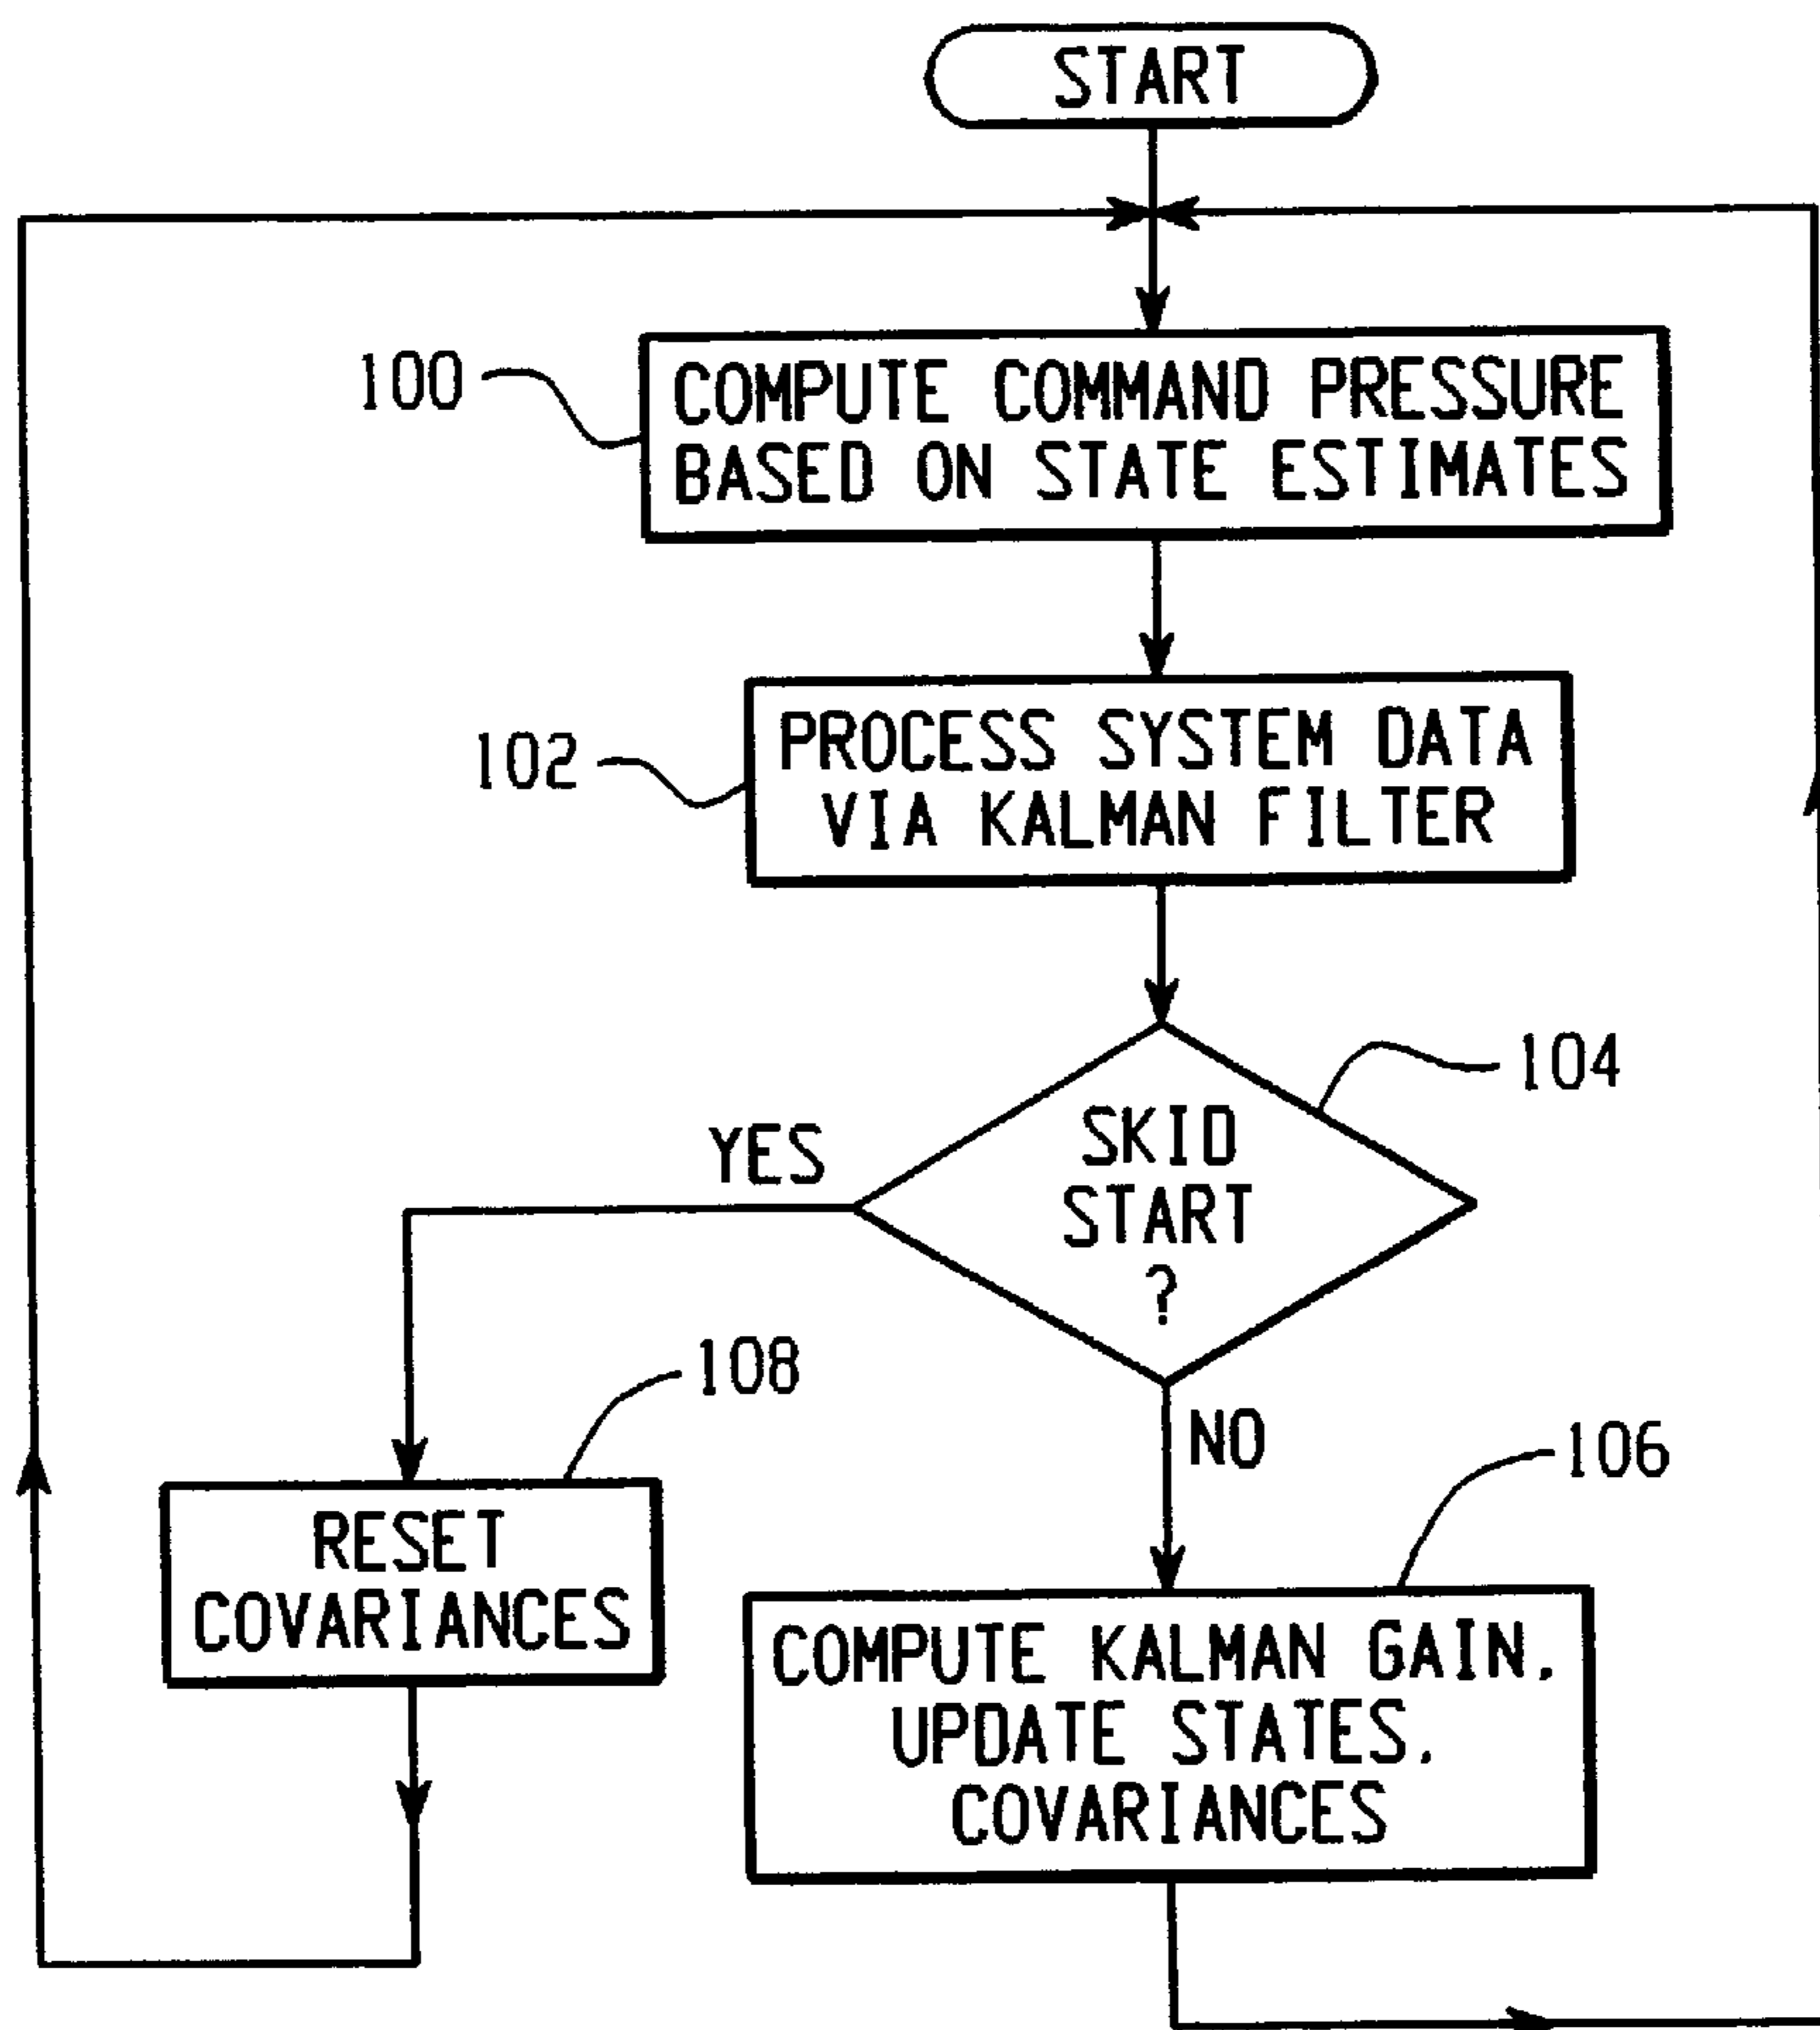 START
100
COMPUTE COMMAND PRESSURE
BASED ON STATE ESTIMATES
102
PROCESS SYSTEM DATA
VIA KALMAN FILTER
104
YES
SKID
START
?
108
NO
106
RESET
COVARIANCES
COMPUTE KALMAN GAIN,
UPDATE STATES,
COVARIANCES